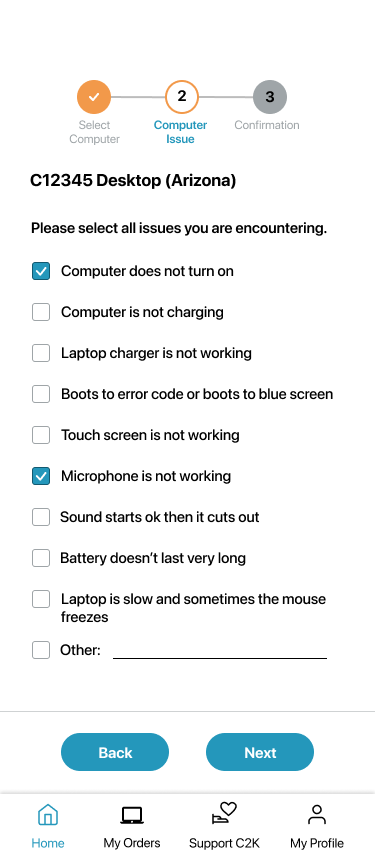 2
3
Select
Computer
Computer
Issue
Confirmation
C12345 Desktop (Arizona)
Please select all issues you are encountering.
Computer does not turn on
Computer is not charging
Laptop charger is not working
Boots to error code or boots to blue screen
Touch screen is not working
Microphone is not working
Sound starts ok then it cuts out
Battery doesn’t last very long
Laptop is slow and sometimes the mouse
freezes
Other:
Back
Next
Home
My Orders
Support C2K
My Profile